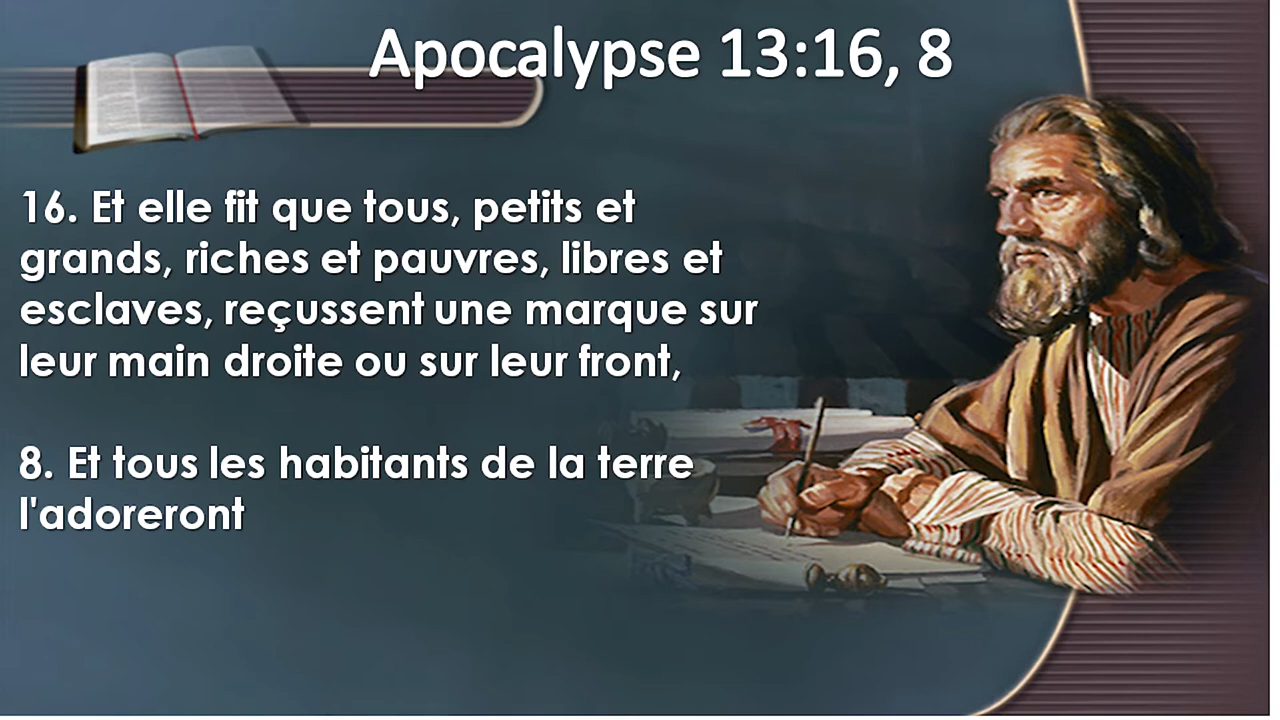 Apocalypse 13:16, 8
16. Et elle fit que tous, petits et
grands, riches et pauvres, libres et
esclaves, reçussent une marque sur
leur main droite ou sur leur front,
8. Et tous les habitants de la terre
l'adoreront